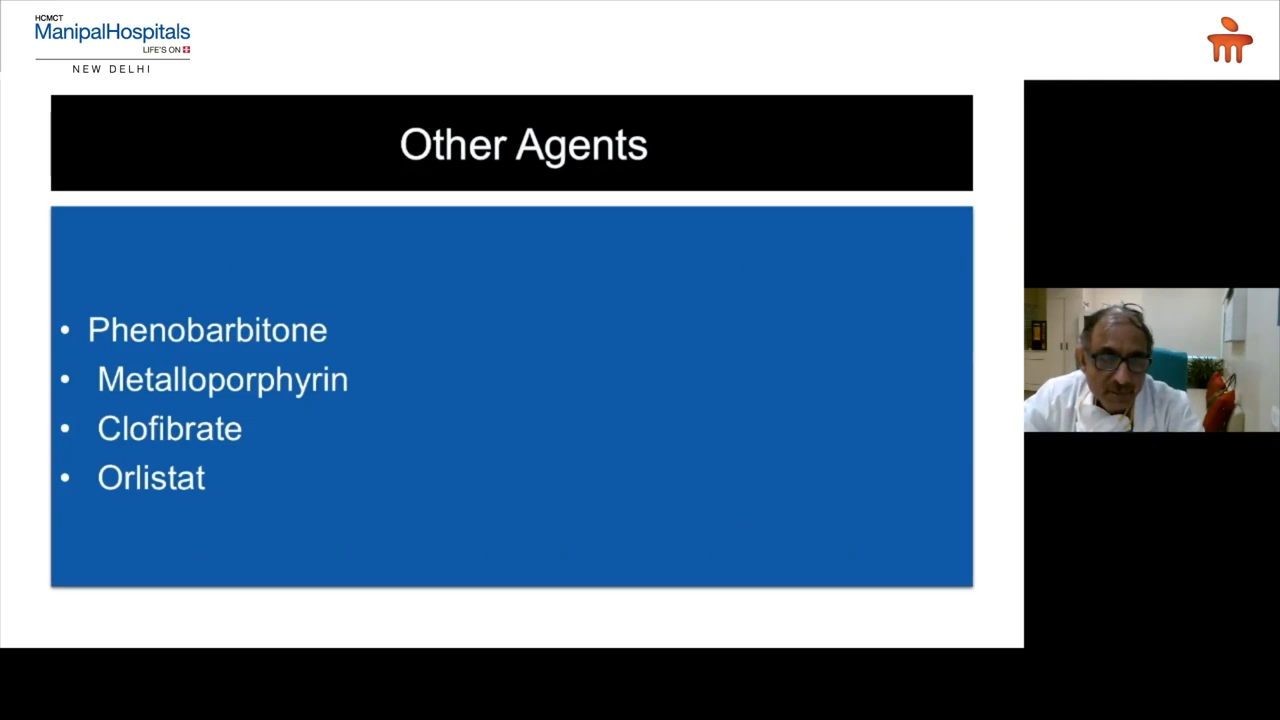 HCMCT
ManipalHospitals
LIFE'S ON
NEW DELHI
Other Agents
• Phenobarbitone
• Metalloporphyrin
• Clofibrate
• Orlistat